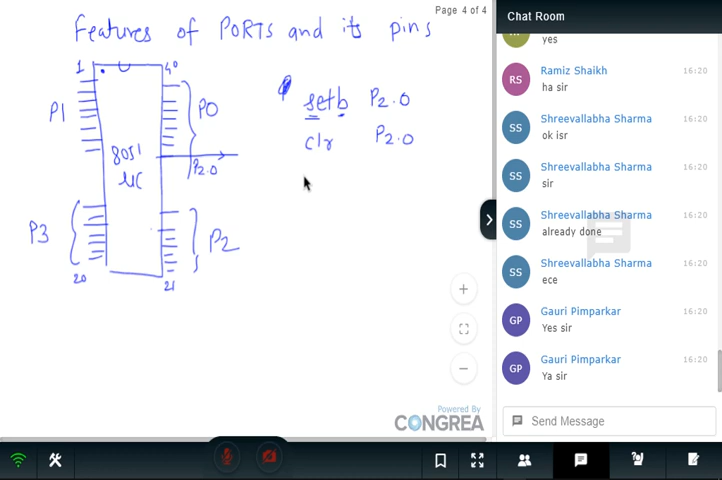 Page 4 of 4
Features of PORTs and its pins
1
40
P1
P0
setb P2.0
clr P2.0
8051
µC
P2.0
P3
P2
20
21
Powered By
CONGREA
Chat Room
yes
RS
Ramiz Shaikh
16:20
ha sir
SS
Shreevallabha Sharma
16:20
ok isr
SS
Shreevallabha Sharma
16:20
sir
SS
Shreevallabha Sharma
16:20
already done
SS
Shreevallabha Sharma
16:20
ece
GP
Gauri Pimparkar
16:20
Yes sir
GP
Gauri Pimparkar
16:20
Ya sir
Send Message